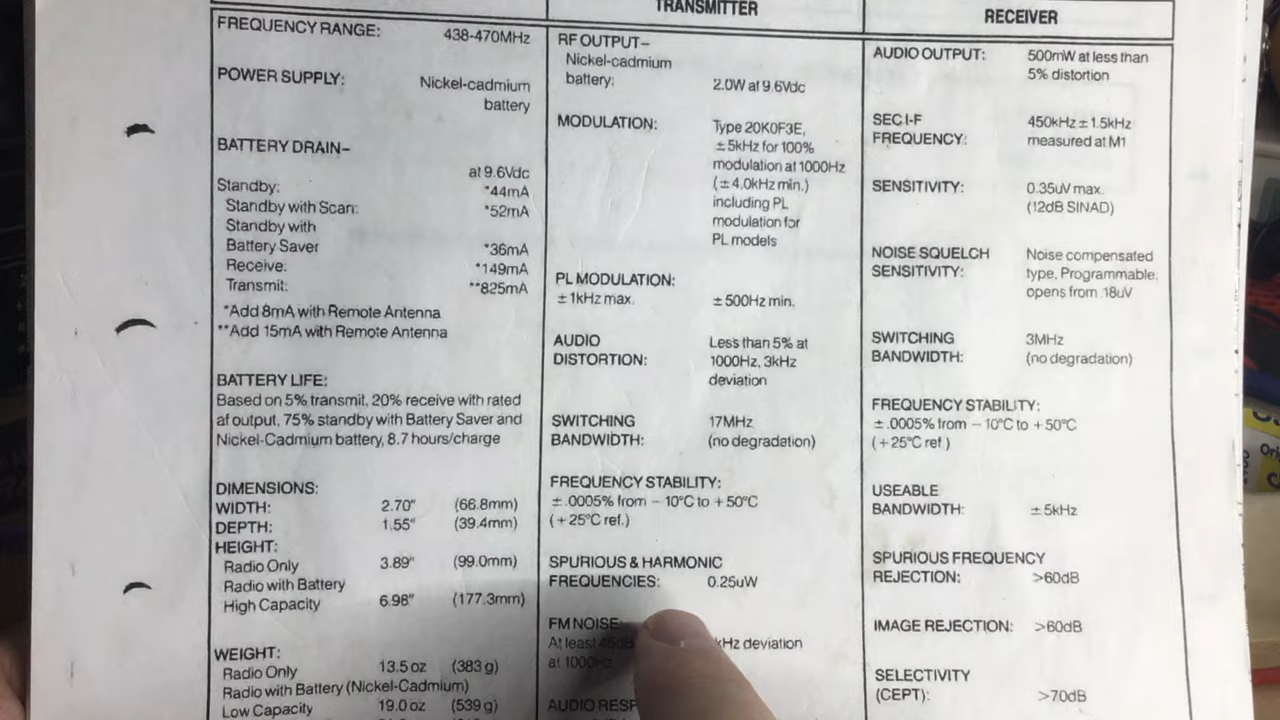 TRANSMITTER
RECEIVER
FREQUENCY RANGE: 438-470MHz
POWER SUPPLY: Nickel-cadmium
battery
BATTERY DRAIN–
at 9.6Vdc
Standby: *44mA
Standby with Scan: *52mA
Standby with
Battery Saver *36mA
Receive: *149mA
Transmit: **825mA
*Add 8mA with Remote Antenna
**Add 15mA with Remote Antenna
BATTERY LIFE:
Based on 5% transmit, 20% receive with rated
af output, 75% standby with Battery Saver and
Nickel-Cadmium battery, 8.7 hours/charge
DIMENSIONS:
WIDTH: 2.70" (66.8mm)
DEPTH: 1.55" (39.4mm)
HEIGHT:
Radio Only 3.89" (99.0mm)
Radio with Battery
High Capacity 6.98" (177.3mm)
WEIGHT:
Radio Only 13.5 oz (383 g)
Radio with Battery (Nickel-Cadmium)
Low Capacity 19.0 oz (539 g)
RF OUTPUT–
Nickel-cadmium
battery: 2.0W at 9.6Vdc
MODULATION: Type 20K0F3E,
±5kHz for 100%
modulation at 1000Hz
(±4.0kHz min.)
including PL
modulation for
PL models
PL MODULATION:
±1kHz max. ±500Hz min.
AUDIO Less than 5% at
DISTORTION: 1000Hz, 3kHz
deviation
SWITCHING 17MHz
BANDWIDTH: (no degradation)
FREQUENCY STABILITY:
±.0005% from –10°C to +50°C
(+25°C ref.)
SPURIOUS & HARMONIC
FREQUENCIES: 0.25uW
FM NOISE:
At least 45dB kHz deviation
at 1000Hz
AUDIO RESP
AUDIO OUTPUT: 500mW at less than
5% distortion
SEC I-F 450kHz ±1.5kHz
FREQUENCY: measured at M1
SENSITIVITY: 0.35uV max.
(12dB SINAD)
NOISE SQUELCH Noise compensated
SENSITIVITY: type, Programmable,
opens from .18uV
SWITCHING 3MHz
BANDWIDTH: (no degradation)
FREQUENCY STABILITY:
±.0005% from –10°C to +50°C
(+25°C ref.)
USEABLE
BANDWIDTH: ±5kHz
SPURIOUS FREQUENCY
REJECTION: >60dB
IMAGE REJECTION: >60dB
SELECTIVITY
(CEPT): >70dB